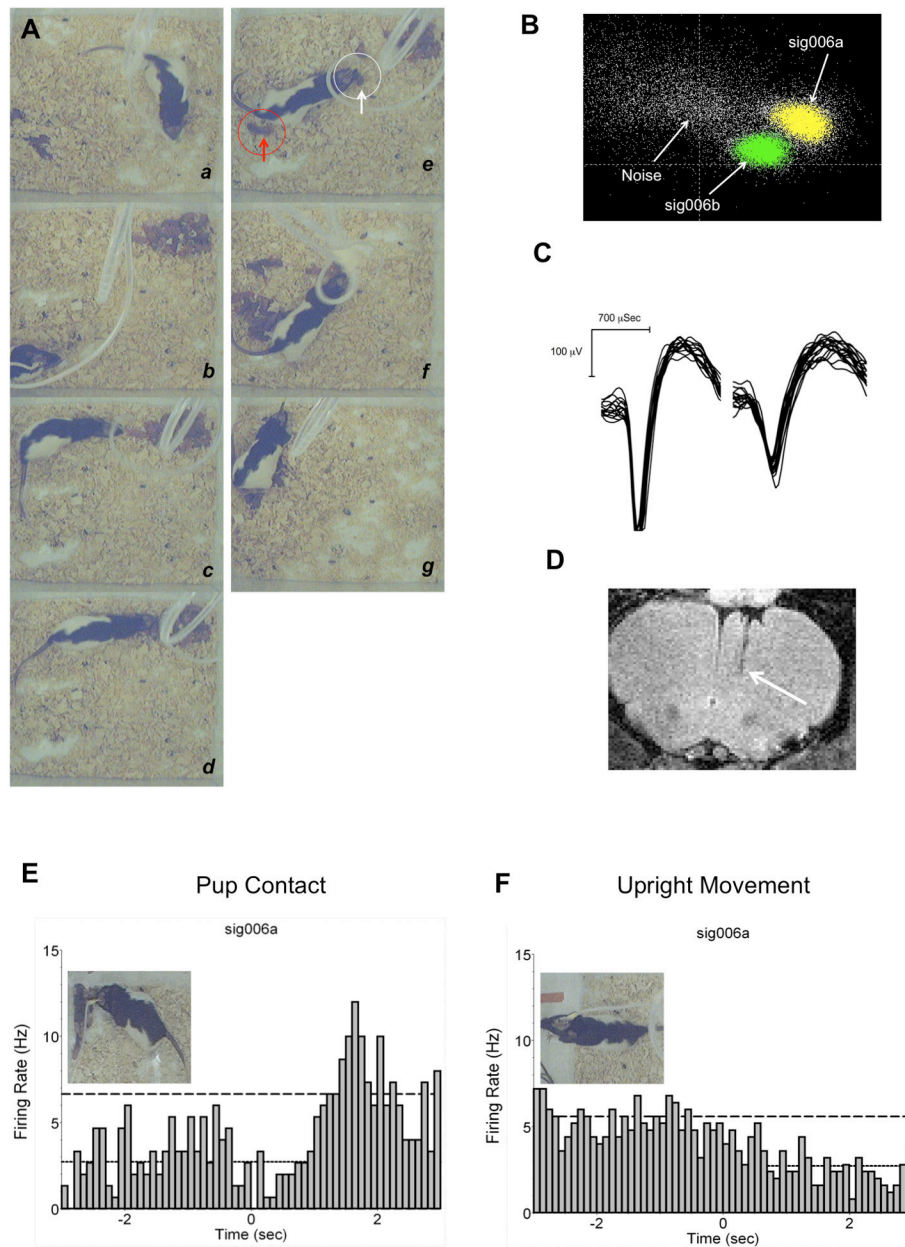 A
a
b
c
d
e
f
g
B
sig006a
Noise
sig006b
C
700 μSec
100 μV
D
E
Pup Contact
sig006a
Firing Rate (Hz)
15
10
5
0
-2
0
2
Time (sec)
F
Upright Movement
sig006a
Firing Rate (Hz)
15
10
5
0
-2
0
2
Time (sec)